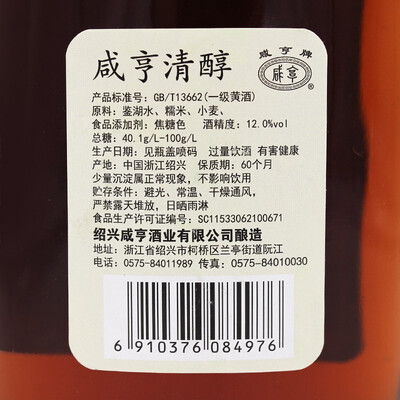 咸亨牌
咸亨
®
咸亨清醇
产品标准号：GB/T13662(一级黄酒)
原料：鉴湖水、糯米、小麦、
食品添加剂：焦糖色 酒精度：12.0%vol
总糖：40.1g/L-100g/L
生产日期：见瓶盖喷码 过量饮酒 有害健康
产地：中国浙江绍兴 保质期：60个月
少量沉淀属正常现象，不影响饮用
贮存条件：避光、常温、干燥通风，
严禁露天堆放，日晒雨淋
食品生产许可证编号：SC11533062100671
绍兴咸亨酒业有限公司酿造
地址：浙江省绍兴市柯桥区兰亭街道阮江
电话：0575-84011989 传真：0575-84010030
6 910376 084976